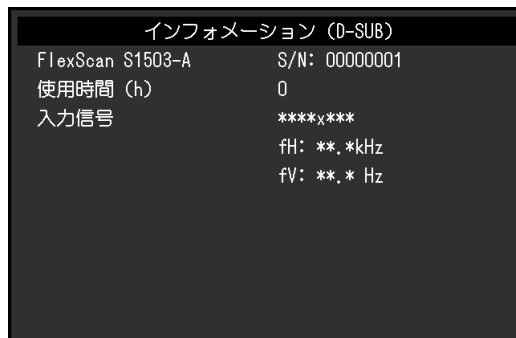 インフォメーション (D-SUB)
FlexScan S1503-A S/N: 00000001
使用時間 (h) 0
入力信号 ****x***
fH: **.*kHz
fV: **.* Hz